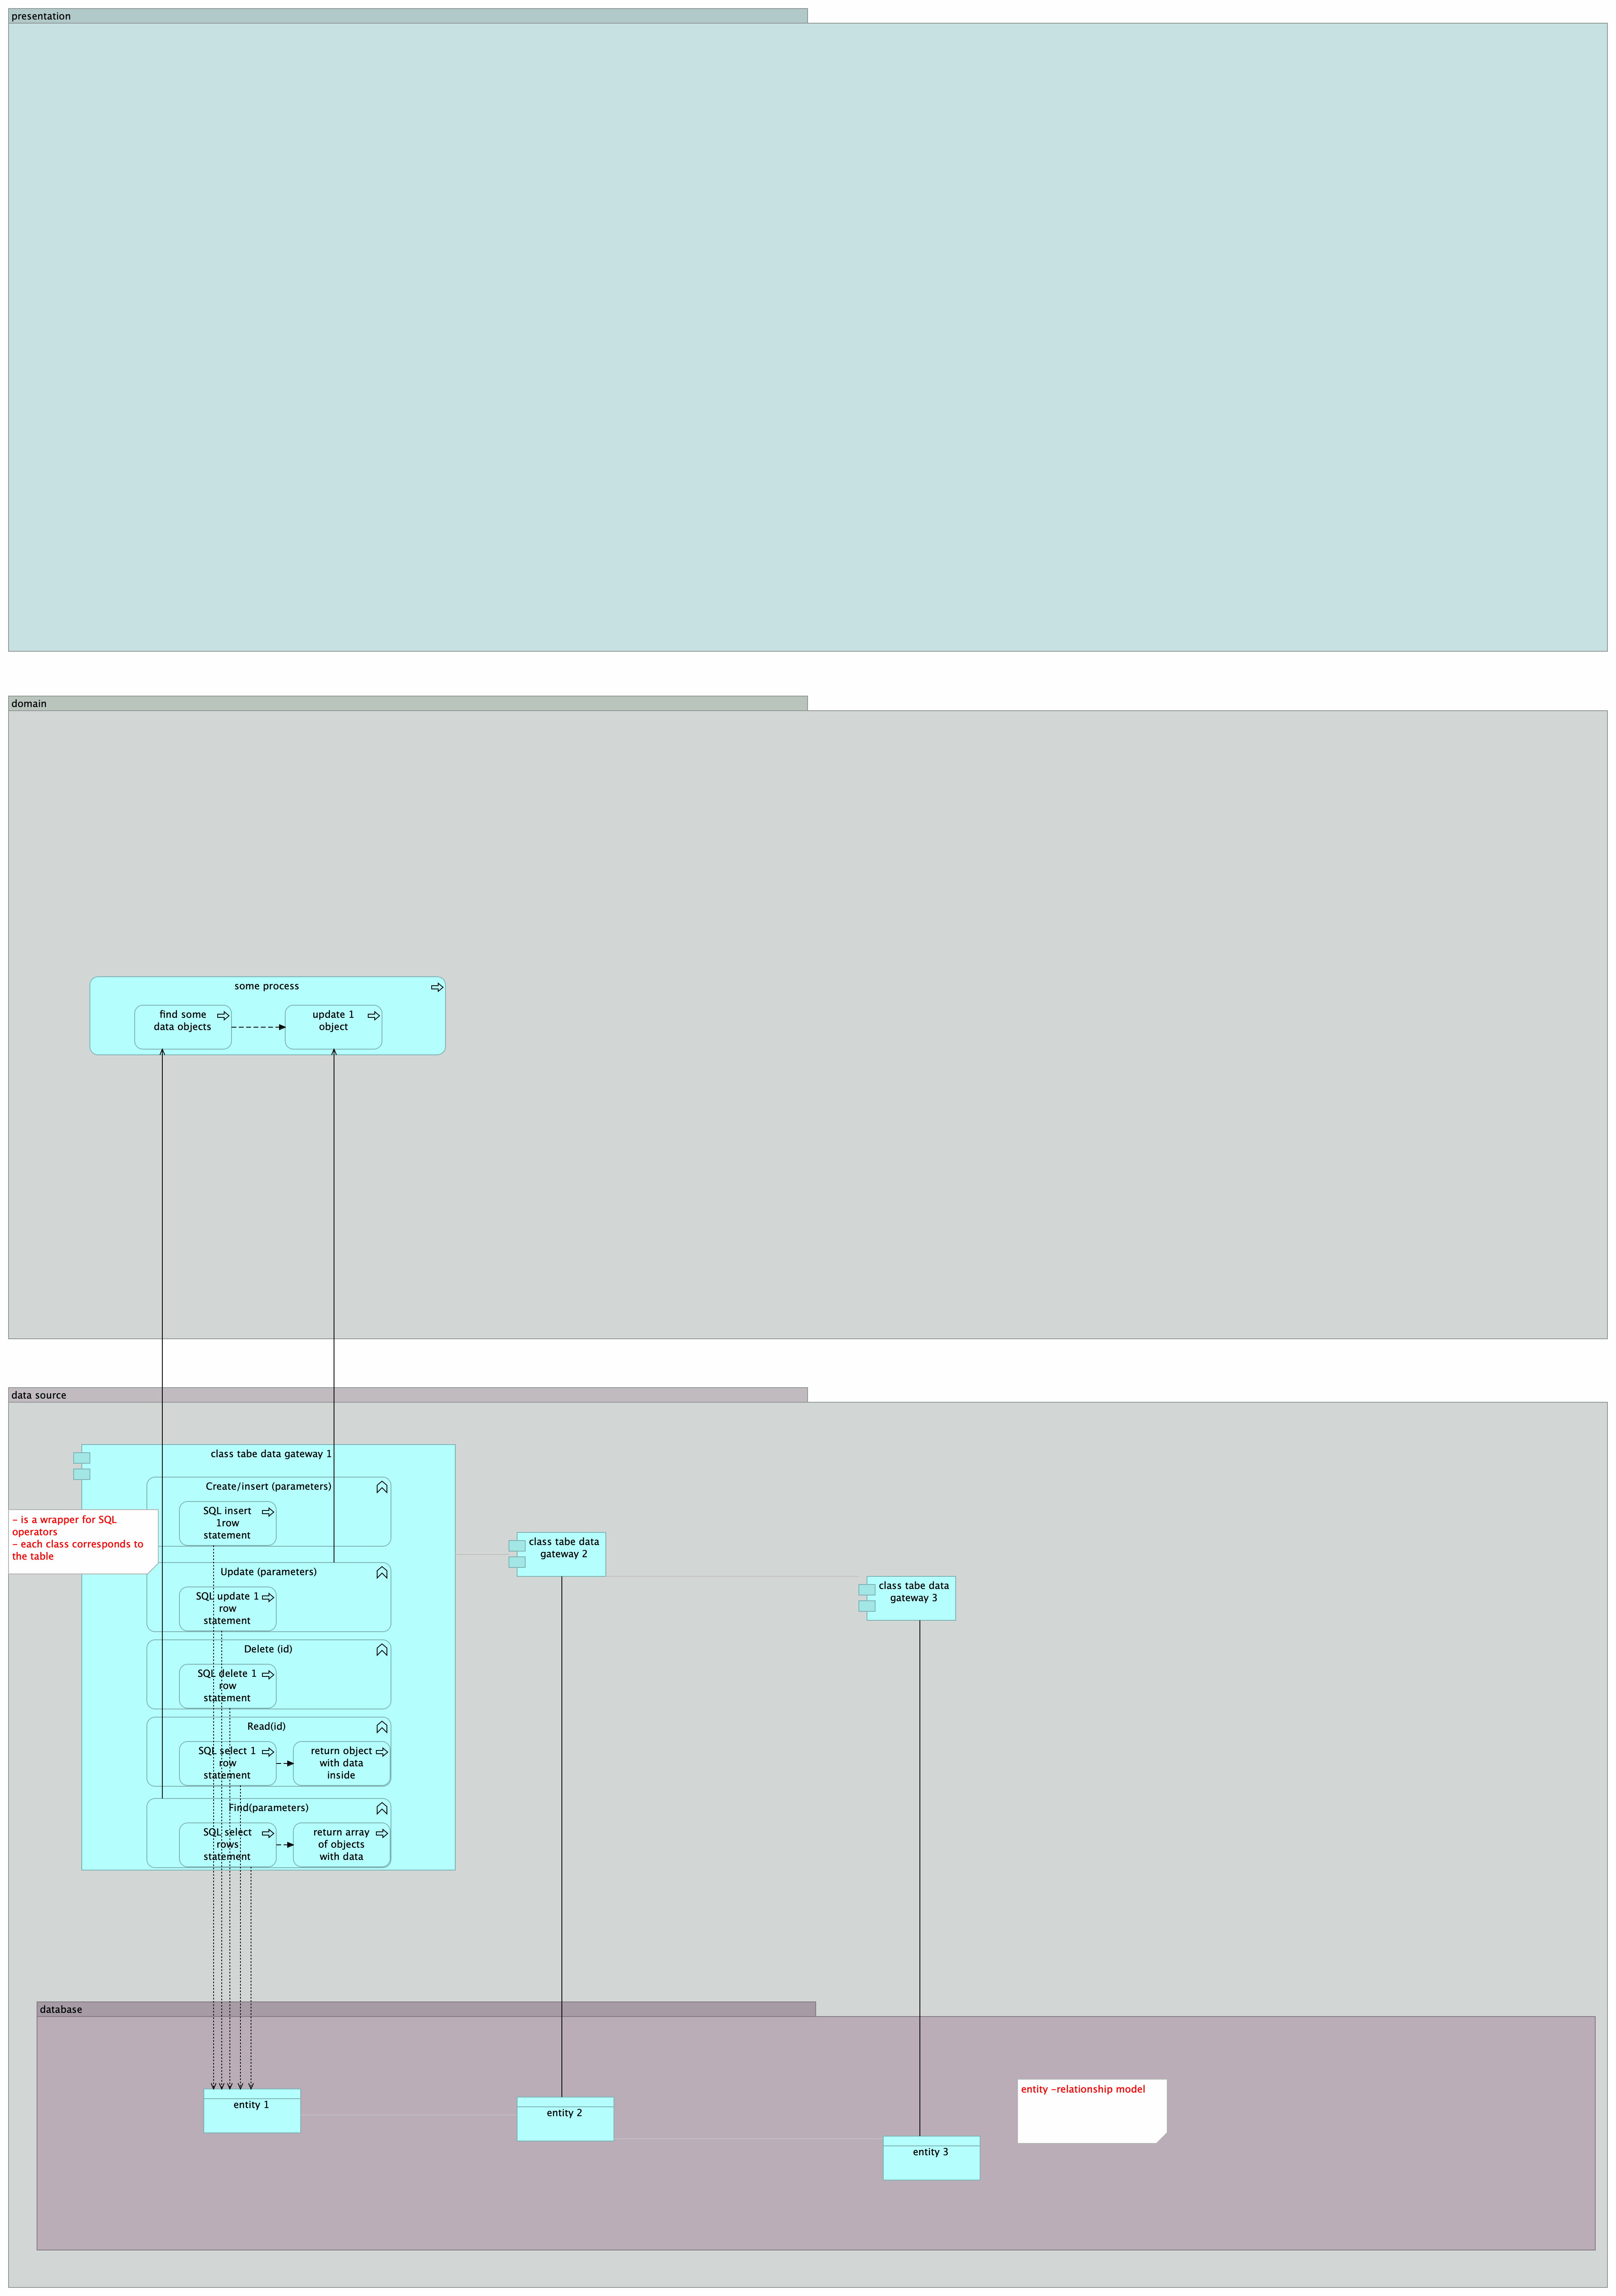 presentation
domain
some process
find some
data objects
update 1
object
data source
class tabe data gateway 1
Create/insert (parameters)
SQL insert
1row
statement
- is a wrapper for SQL
operators
- each class corresponds to
the table
Update (parameters)
SQL update 1
row
statement
Delete (id)
SQL delete 1
row
statement
Read(id)
SQL select 1
row
statement
return object
with data
inside
Find(parameters)
SQL select
rows
statement
return array
of objects
with data
class tabe data
gateway 2
class tabe data
gateway 3
database
entity 1
entity 2
entity 3
entity -relationship model